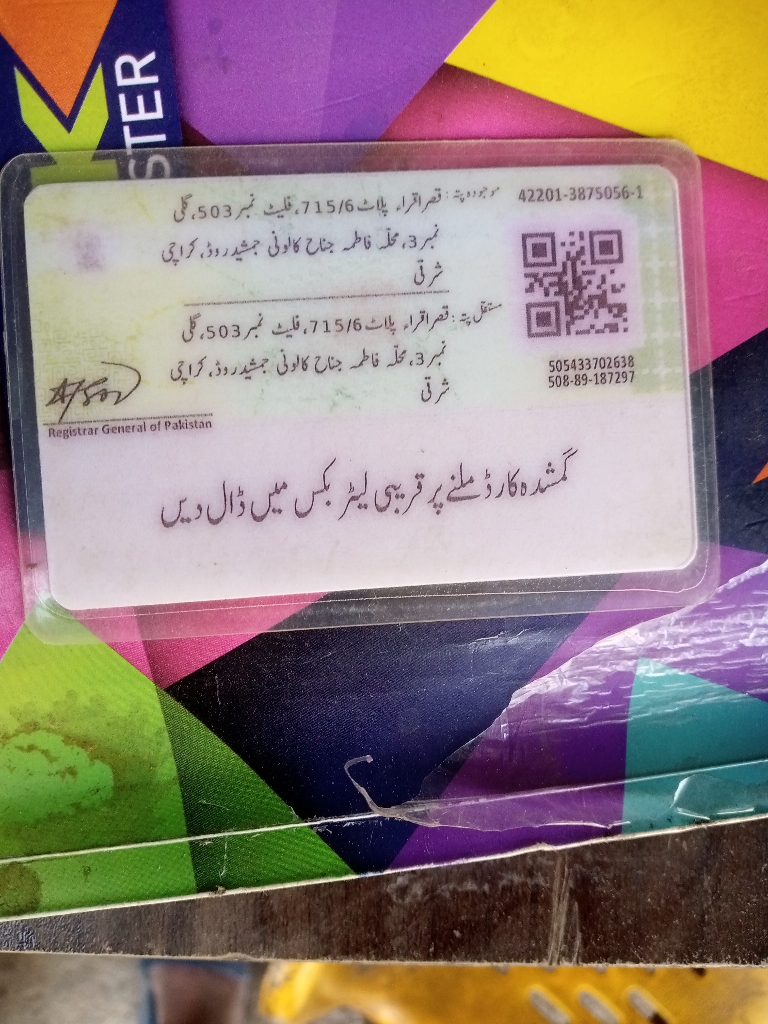 STER
موجودہ پتہ: قصر اقراء پلاٹ 715/6، فلیٹ نمبر 503، گلی
نمبر 3، محلّہ فاطمہ جناح کالونی جمشید روڈ، کراچی
شرقی
42201-3875056-1
مستقل پتہ: قصر اقراء پلاٹ 715/6، فلیٹ نمبر 503، گلی
نمبر 3، محلّہ فاطمہ جناح کالونی جمشید روڈ، کراچی
شرقی
505433702638
508-89-187297
Registrar General of Pakistan
گمشدہ کارڈ ملنے پر قریبی لیٹر بکس میں ڈال دیں